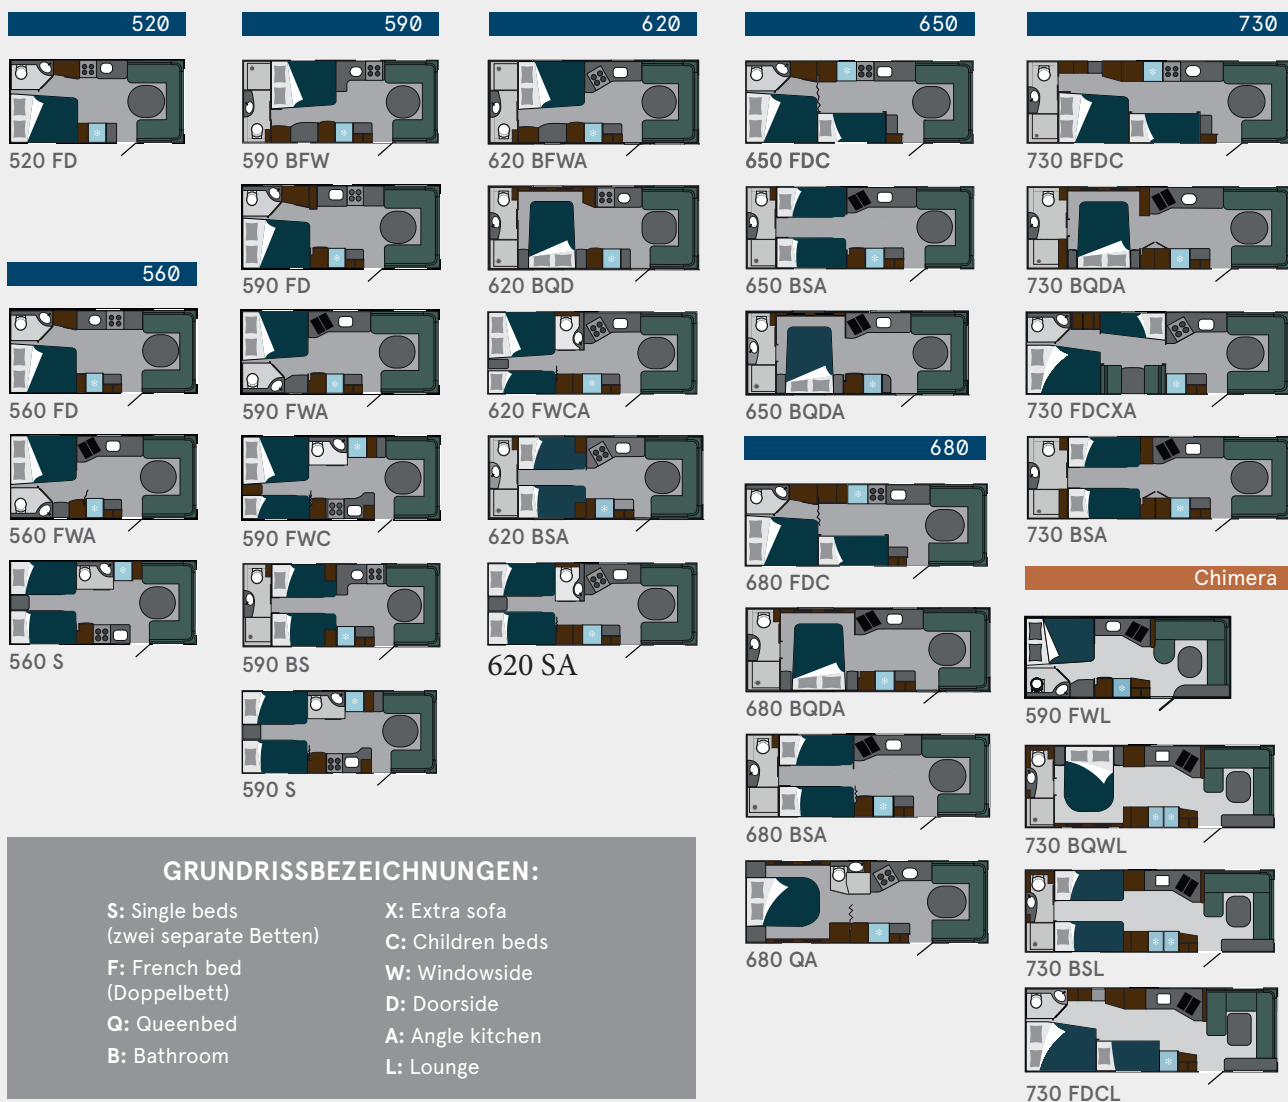 520
520 FD
560
560 FD
560 FWA
560 S
590
590 BFW
590 FD
590 FWA
590 FWC
590 BS
590 S
620
620 BFWA
620 BQD
620 FWCA
620 BSA
620 SA
650
650 FDC
650 BSA
650 BQDA
680
680 FDC
680 BQDA
680 BSA
680 QA
730
730 BFDC
730 BQDA
730 FDCXA
730 BSA
Chimera
590 FWL
730 BQWL
730 BSL
730 FDCL
GRUNDRISSBEZEICHNUNGEN:
S: Single beds
(zwei separate Betten)
F: French bed
(Doppelbett)
Q: Queenbed
B: Bathroom
X: Extra sofa
C: Children beds
W: Windowside
D: Doorside
A: Angle kitchen
L: Lounge